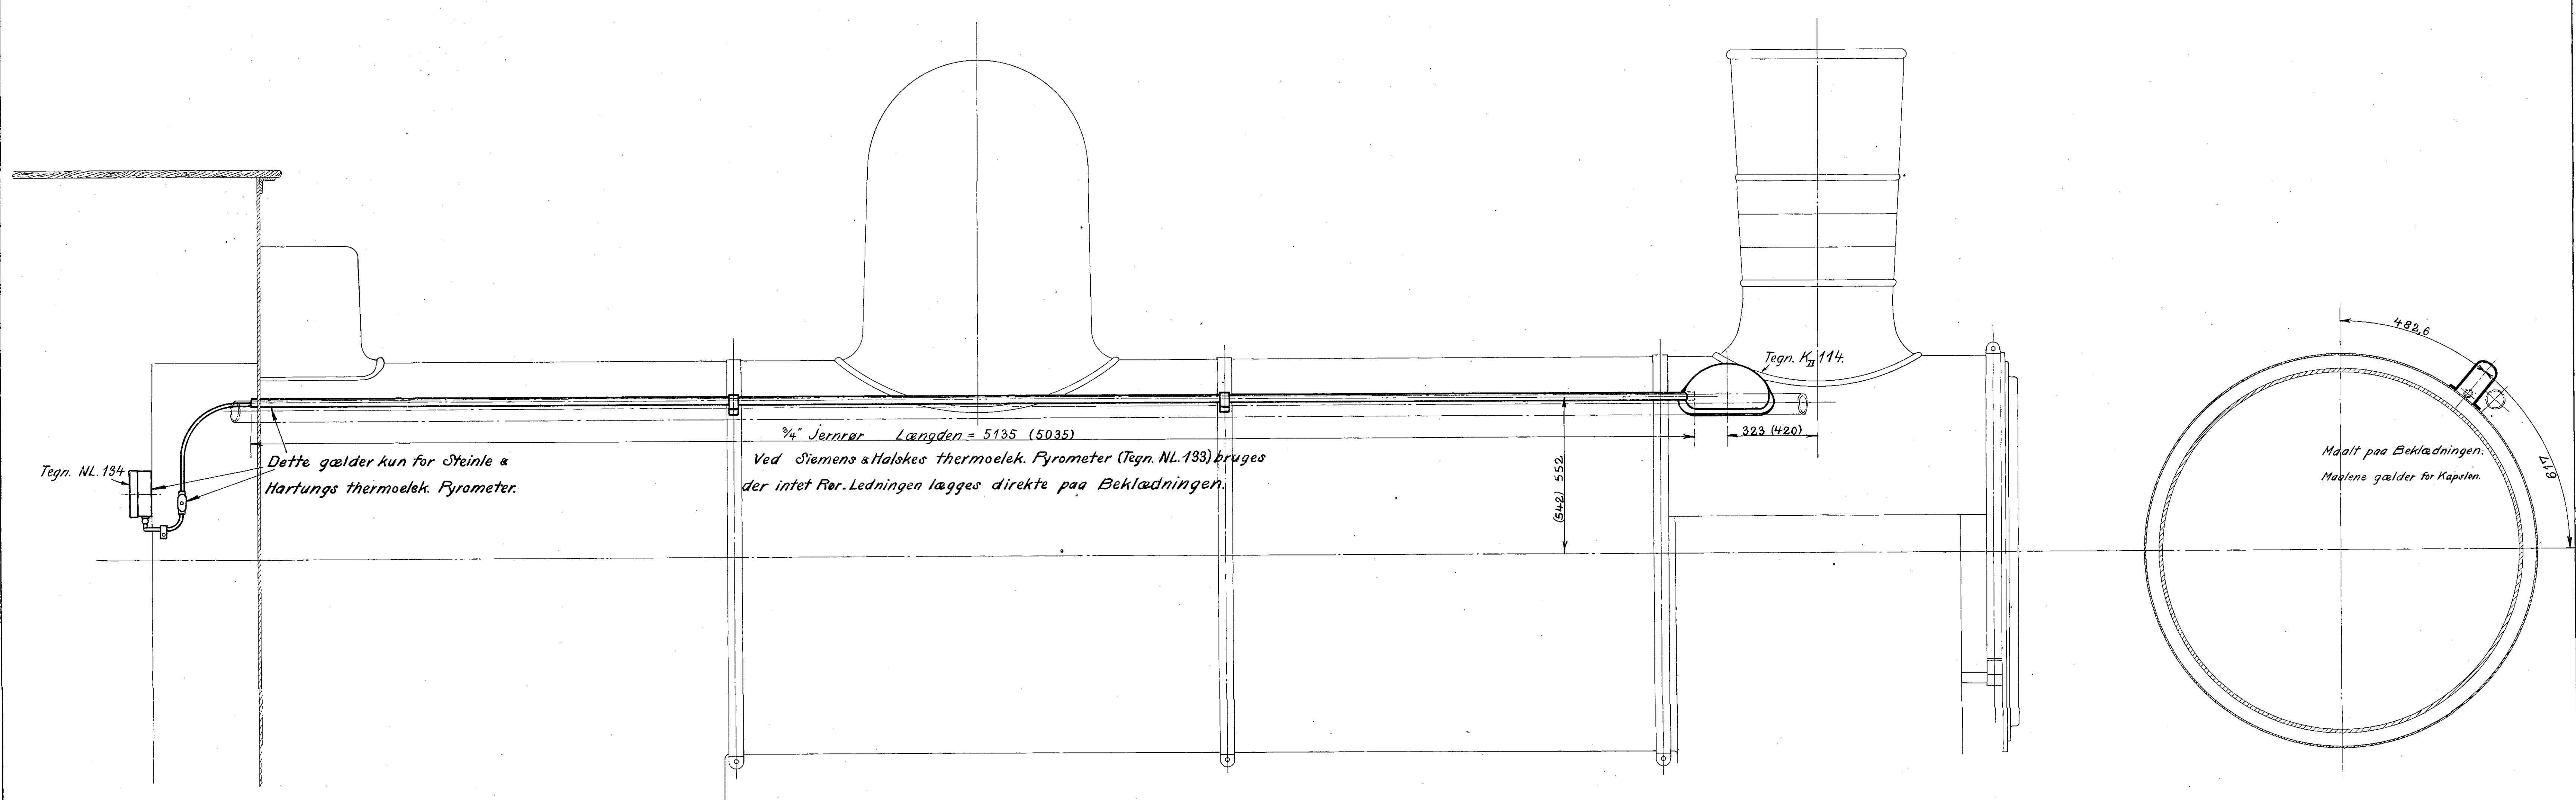 Tegn. NL. 134
Dette gælder kun for Steinle &
Hartungs thermoelek. Pyrometer.
3/4" Jernrør Længden = 5135 (5035)
Ved Siemens & Halskes thermoelek. Pyrometer (Tegn. NL. 133) bruges
der intet Rør. Ledningen lægges direkte paa Beklædningen.
(542) 552
Tegn. K II 114.
323 (420)
482,6
617
Maalt paa Beklædningen.
Maalene gælder for Kapslen.